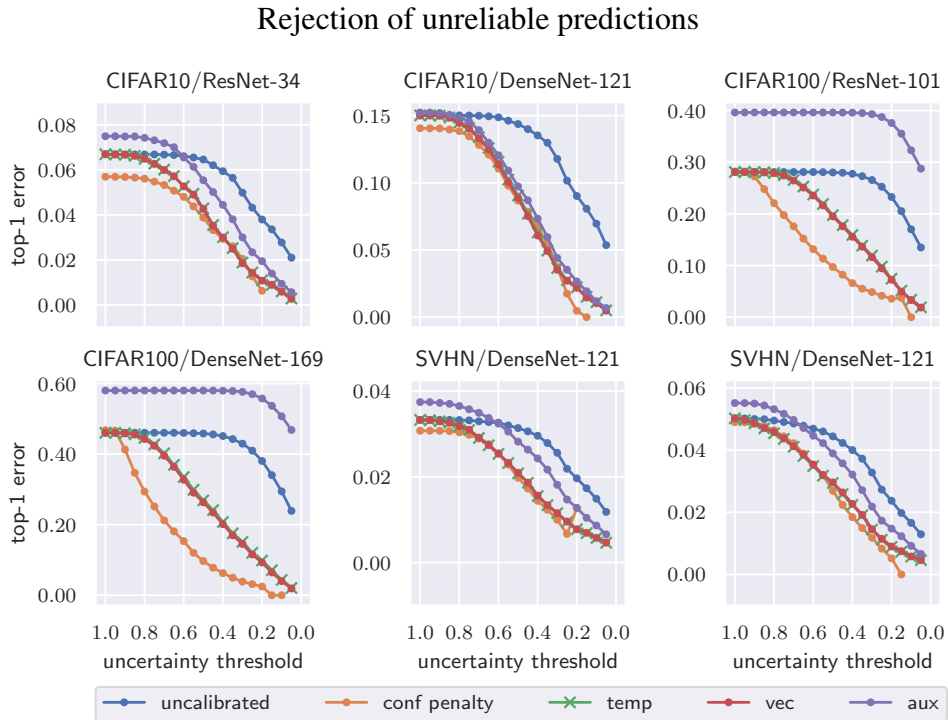 Rejection of unreliable predictions
CIFAR10/ResNet-34
CIFAR10/DenseNet-121
CIFAR100/ResNet-101
top-1 error
0.08
0.06
0.04
0.02
0.00
0.15
0.10
0.05
0.00
0.40
0.30
0.20
0.10
0.00
CIFAR100/DenseNet-169
SVHN/DenseNet-121
SVHN/DenseNet-121
top-1 error
0.60
0.40
0.20
0.00
0.04
0.02
0.00
0.06
0.04
0.02
0.00
1.0 0.8 0.6 0.4 0.2 0.0
1.0 0.8 0.6 0.4 0.2 0.0
1.0 0.8 0.6 0.4 0.2 0.0
uncertainty threshold
uncertainty threshold
uncertainty threshold
uncalibrated conf penalty temp vec aux